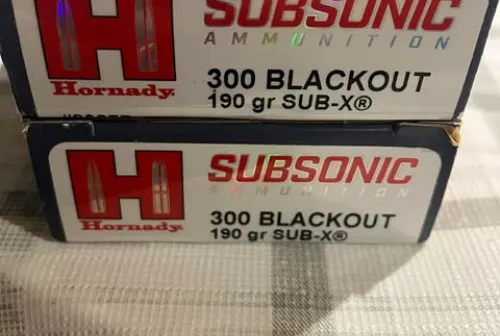 SUBSONIC
AMMUNITION
H
300 BLACKOUT
190 gr SUB-X®
Hornady
SUBSONIC
AMMUNITION
H
300 BLACKOUT
190 gr SUB-X®
Hornady